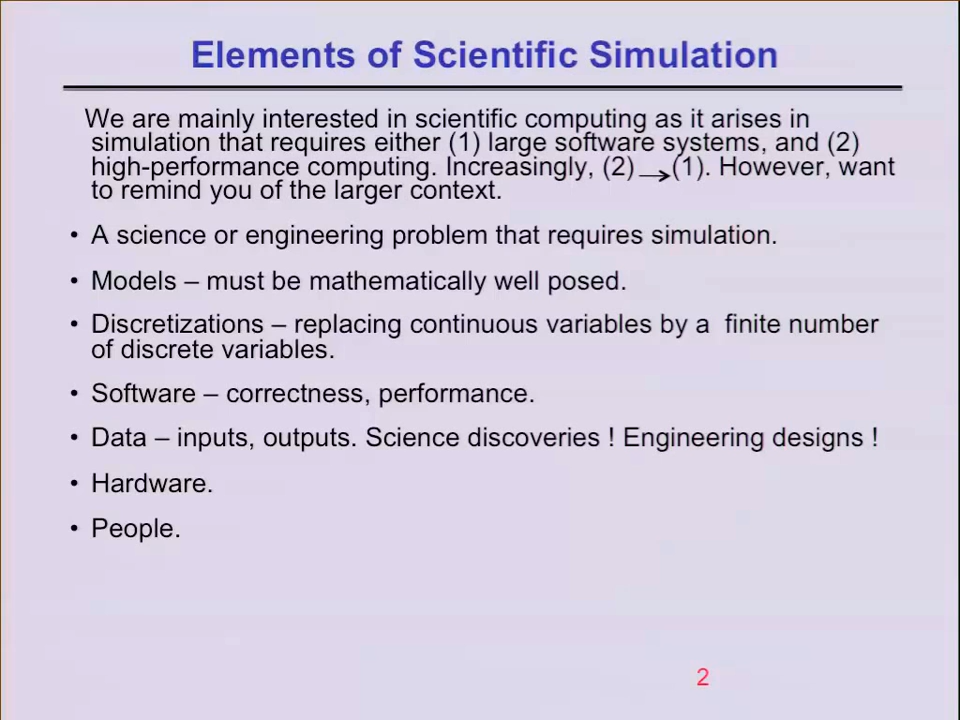 Elements of Scientific Simulation
We are mainly interested in scientific computing as it arises in
simulation that requires either (1) large software systems, and (2)
high-performance computing. Increasingly, (2) → (1). However, want
to remind you of the larger context.
• A science or engineering problem that requires simulation.
• Models – must be mathematically well posed.
• Discretizations – replacing continuous variables by a finite number
of discrete variables.
• Software – correctness, performance.
• Data – inputs, outputs. Science discoveries ! Engineering designs !
• Hardware.
• People.
2